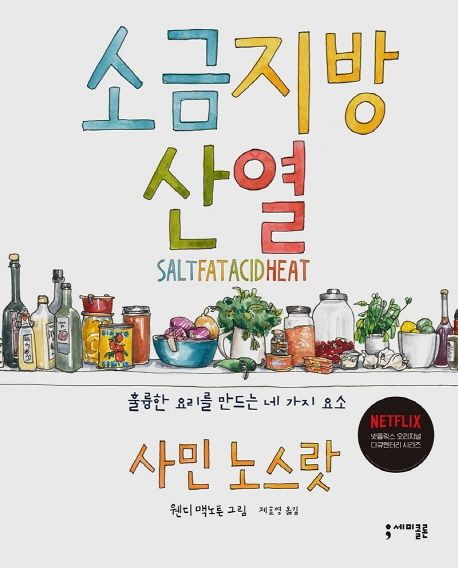 소금지방
산열
SALTFATACIDHEAT
훌륭한 요리를 만드는 네 가지 요소
NETFLIX
넷플릭스 오리지널
다큐멘터리 시리즈
사민 노스랏
웬디 맥노튼 그림 제효영 옮김
세미콜론